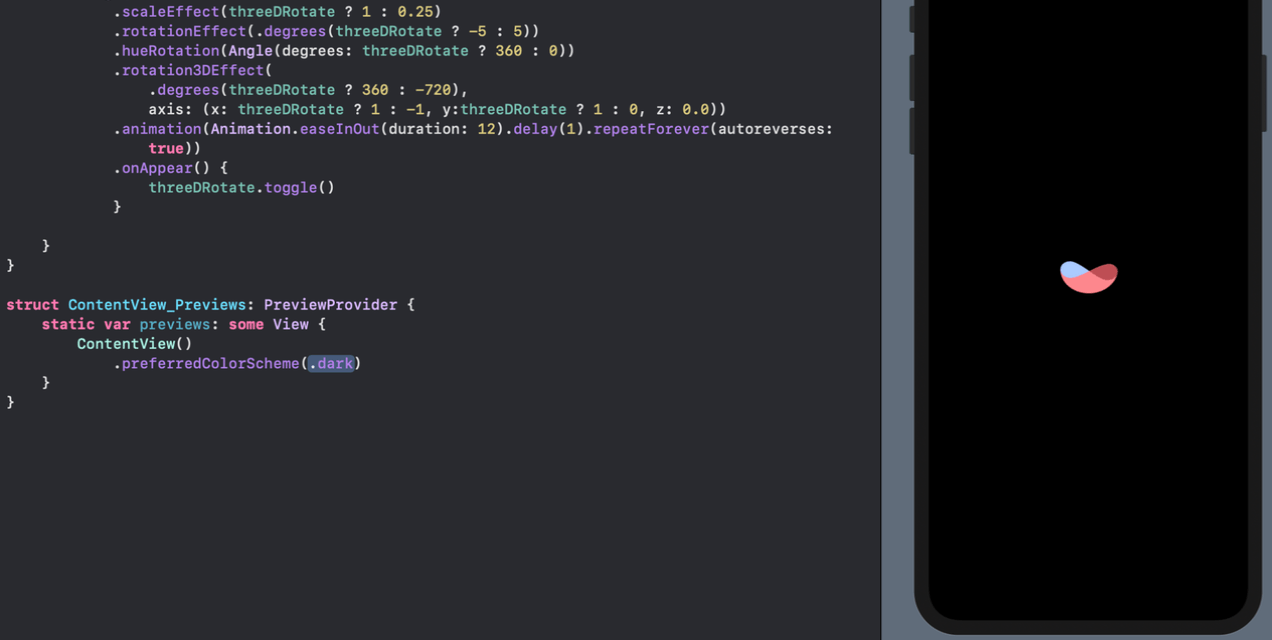 .scaleEffect(threeDRotate ? 1 : 0.25)
.rotationEffect(.degrees(threeDRotate ? -5 : 5))
.hueRotation(Angle(degrees: threeDRotate ? 360 : 0))
.rotation3DEffect(
.degrees(threeDRotate ? 360 : -720),
axis: (x: threeDRotate ? 1 : -1, y:threeDRotate ? 1 : 0, z: 0.0))
.animation(Animation.easeInOut(duration: 12).delay(1).repeatForever(autoreverses:
true))
.onAppear() {
threeDRotate.toggle()
}
}
}
struct ContentView_Previews: PreviewProvider {
static var previews: some View {
ContentView()
.preferredColorScheme(.dark)
}
}